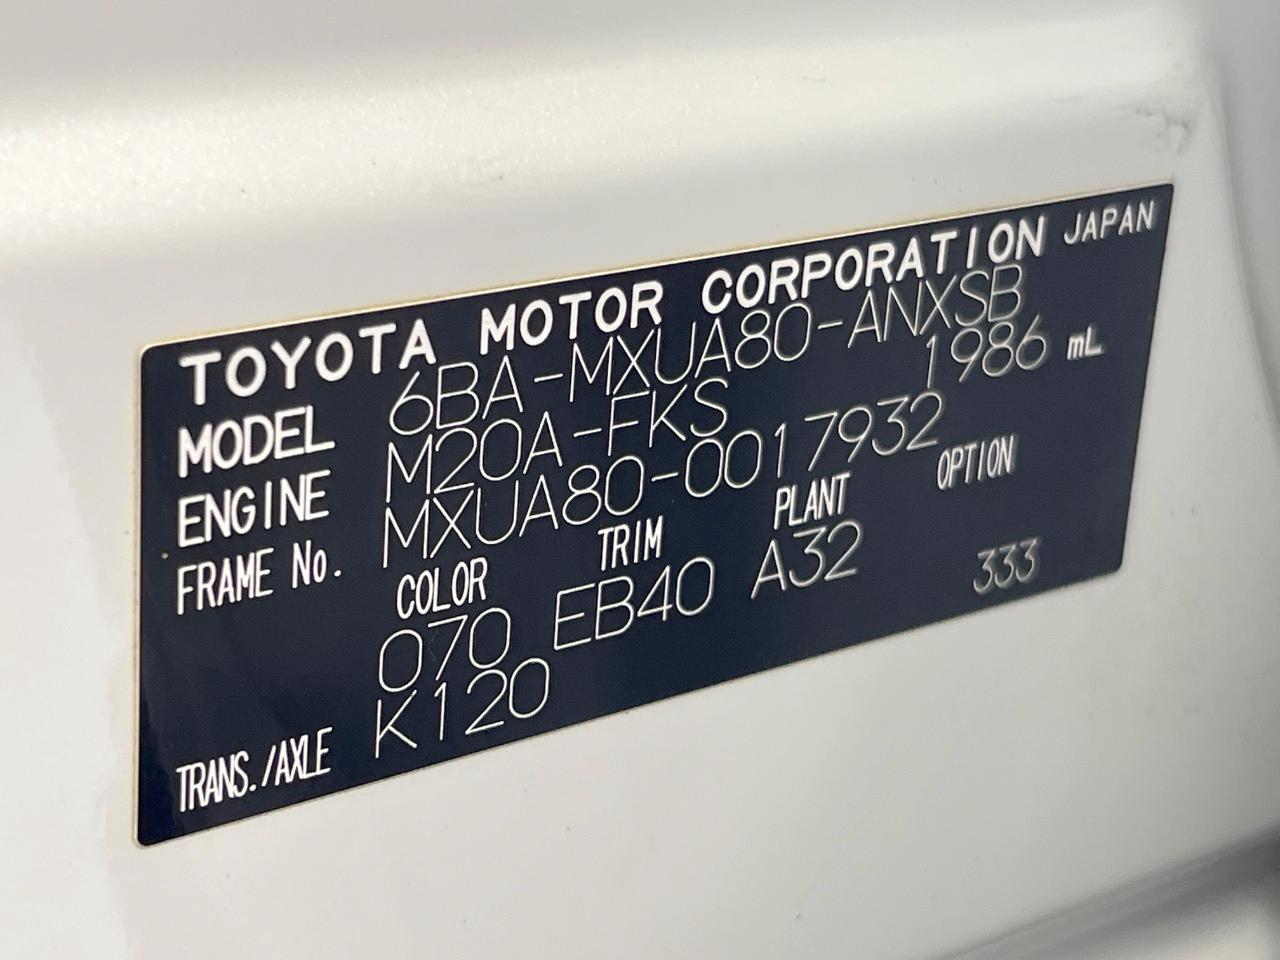 TOYOTA MOTOR CORPORATION JAPAN
MODEL 6BA-MXUA80-ANXSB
ENGINE M20A-FKS 1986 mL
FRAME No. MXUA80-0017932
COLOR TRIM PLANT OPTION
070 EB40 A32 333
TRANS./AXLE K120